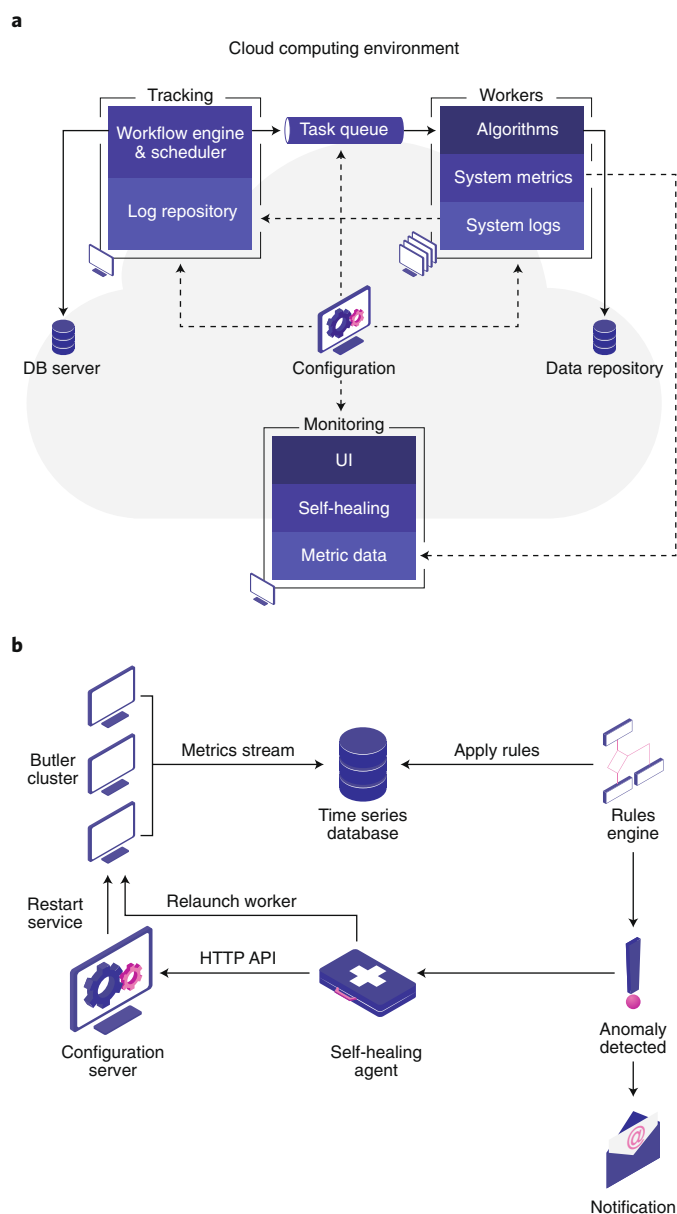 a
Cloud computing environment
Tracking
Workflow engine
& scheduler
Log repository
Task queue
Workers
Algorithms
System metrics
System logs
DB server
Configuration
Data repository
Monitoring
UI
Self-healing
Metric data
b
Butler
cluster
Metrics stream
Time series
database
Apply rules
Rules
engine
Restart
service
Relaunch worker
HTTP API
Configuration
server
Self-healing
agent
Anomaly
detected
@
Notification